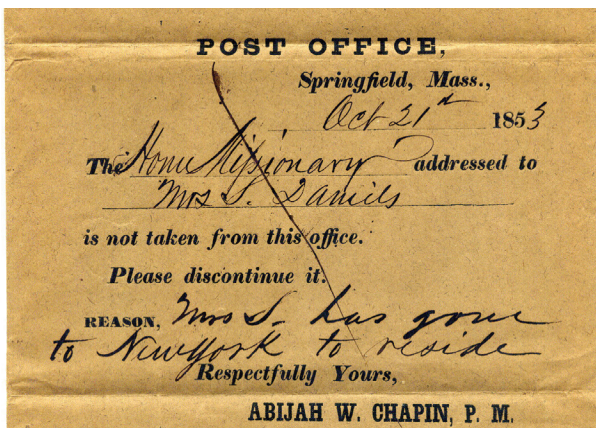 POST OFFICE,
Springfield, Mass.,
Oct 21st 1853
The Home Missionary addressed to
Mrs S. Daniels
is not taken from this office.
Please discontinue it.
REASON, Mrs S. has gone
to New York to reside
Respectfully Yours,
ABIJAH W. CHAPIN, P. M.